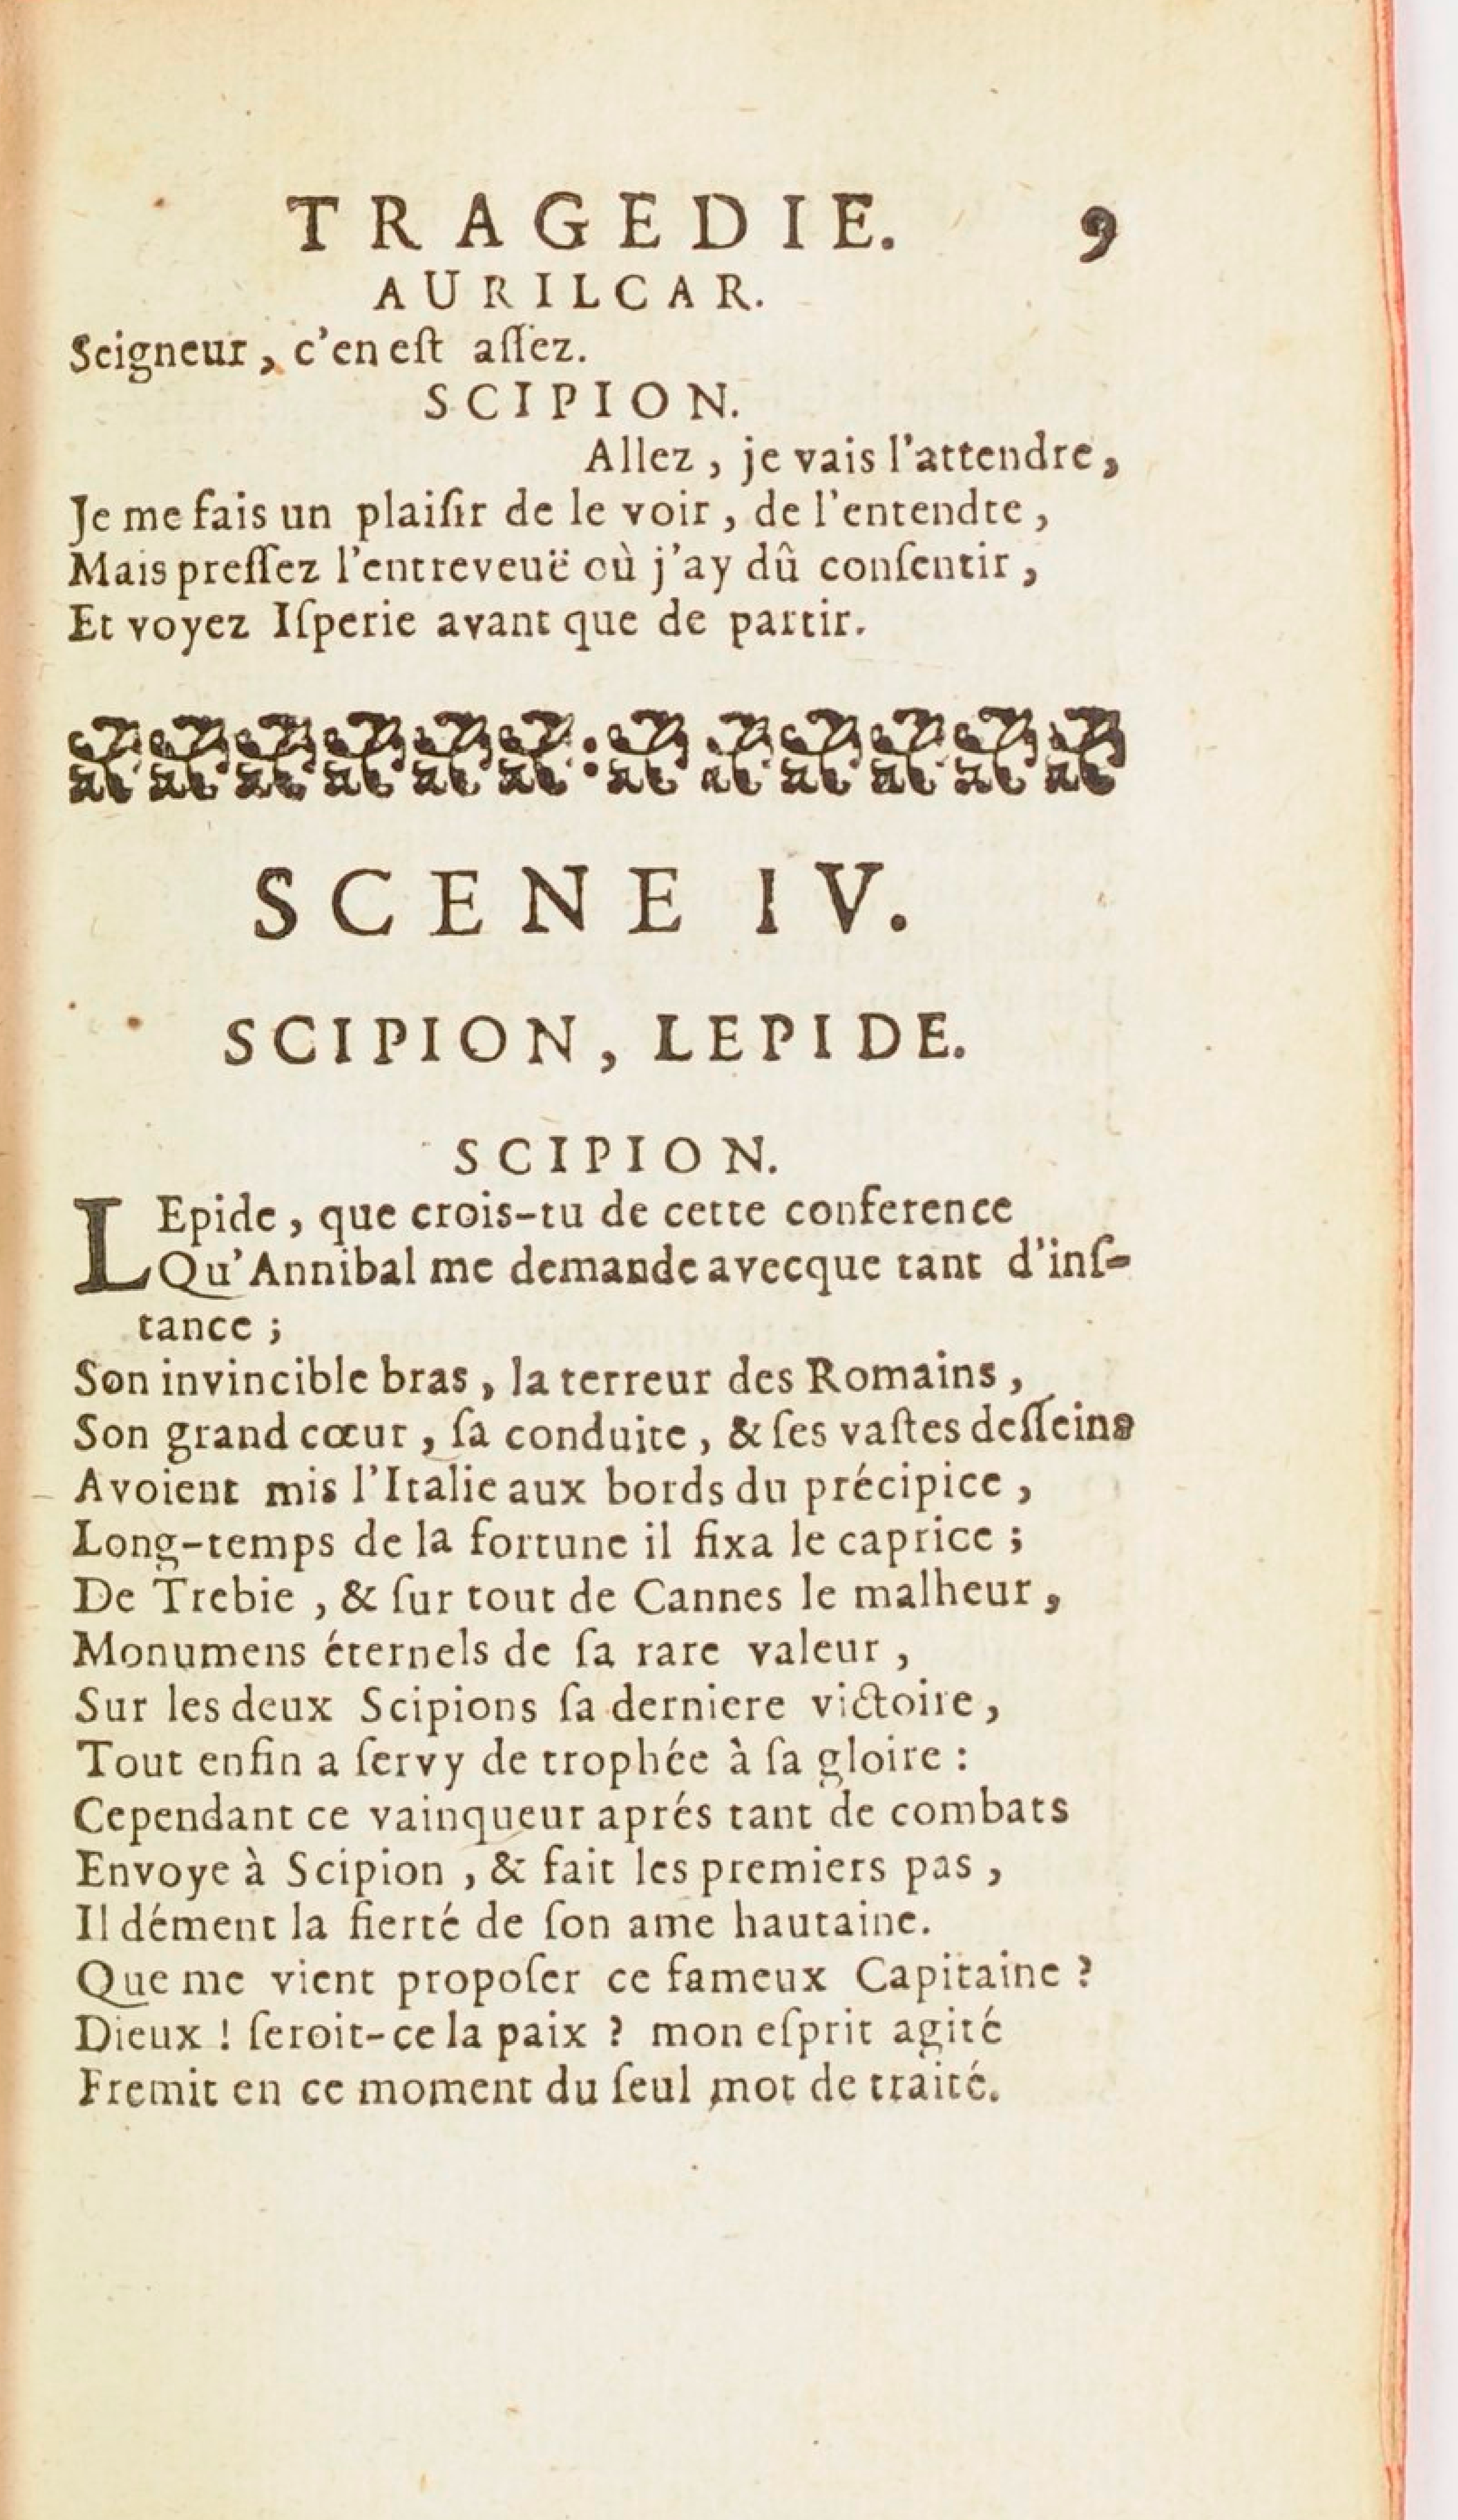 TRAGEDIE. 9
AURILCAR.
Seigneur, c'en est assez.
SCIPION.
Allez, je vais l'attendre,
Je me fais un plaiſir de le voir, de l'entendte,
Mais preſſez l'entreveuë où j'ay dû conſentir,
Et voyez Iſperie avant que de partir.
SCENE IV.
SCIPION, LEPIDE.
SCIPION.
LEpide, que crois-tu de cette conference
Qu'Annibal me demande avecque tant d'inſ-
tance;
Son invincible bras, la terreur des Romains,
Son grand cœur, ſa conduite, & ſes vaſtes deſſeins
Avoient mis l'Italie aux bords du précipice,
Long-temps de la fortune il fixa le caprice;
De Trebie, & ſur tout de Cannes le malheur,
Monumens éternels de ſa rare valeur,
Sur les deux Scipions ſa derniere victoire,
Tout enfin a ſervy de trophée à ſa gloire:
Cependant ce vainqueur aprés tant de combats
Envoye à Scipion, & fait les premiers pas,
Il dément la fierté de ſon ame hautaine.
Que me vient propoſer ce fameux Capitaine?
Dieux! ſeroit-ce la paix? mon eſprit agité
Fremit en ce moment du ſeul mot de traité.